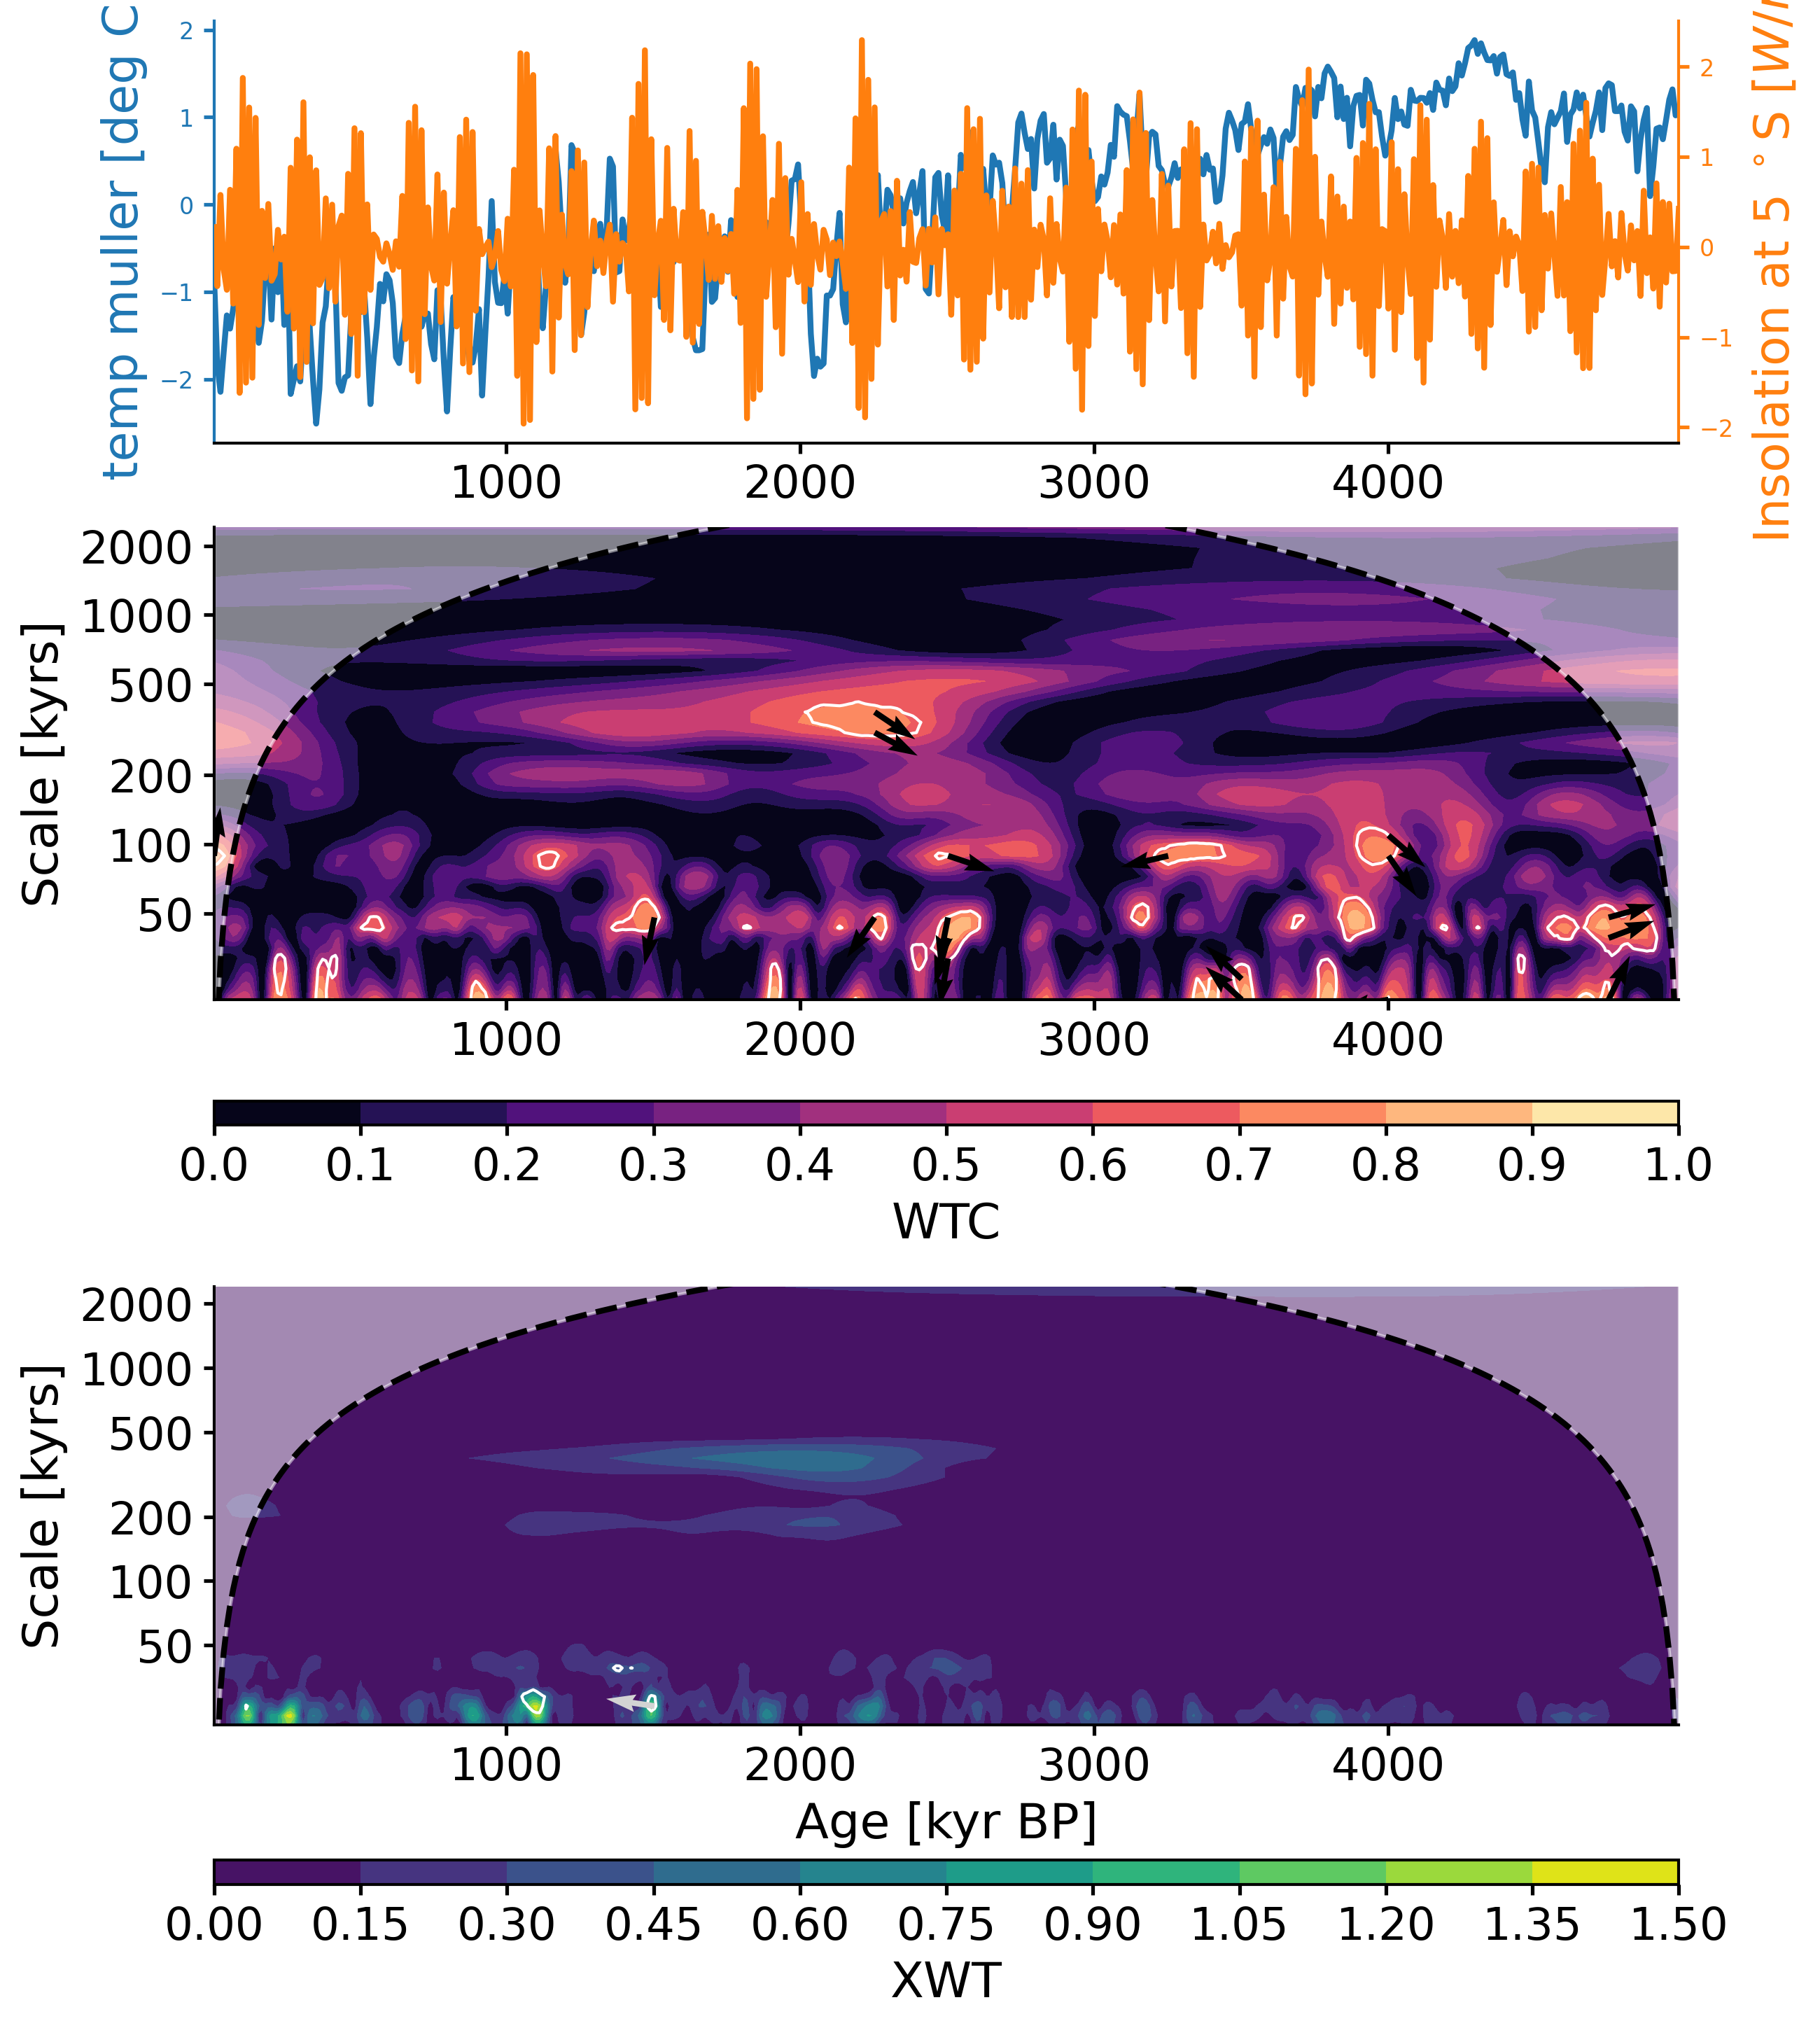 temp muller [deg C
2
1
0
−1
−2
2
1
0
−1
−2
Insolation at 5 °S [W/
1000 2000 3000 4000
Scale [kyrs]
2000
1000
500
200
100
50
1000 2000 3000 4000
0.0 0.1 0.2 0.3 0.4 0.5 0.6 0.7 0.8 0.9 1.0
WTC
Scale [kyrs]
2000
1000
500
200
100
50
1000 2000 3000 4000
Age [kyr BP]
0.00 0.15 0.30 0.45 0.60 0.75 0.90 1.05 1.20 1.35 1.50
XWT